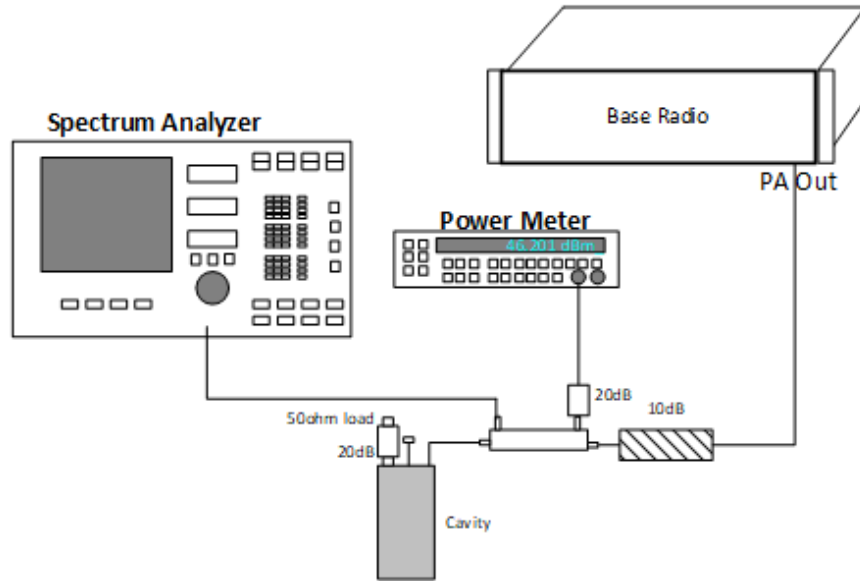 Base Radio
Spectrum Analyzer
PA Out
Power Meter
46.201 dBm
20dB
10dB
50ohm load
20dB
Cavity